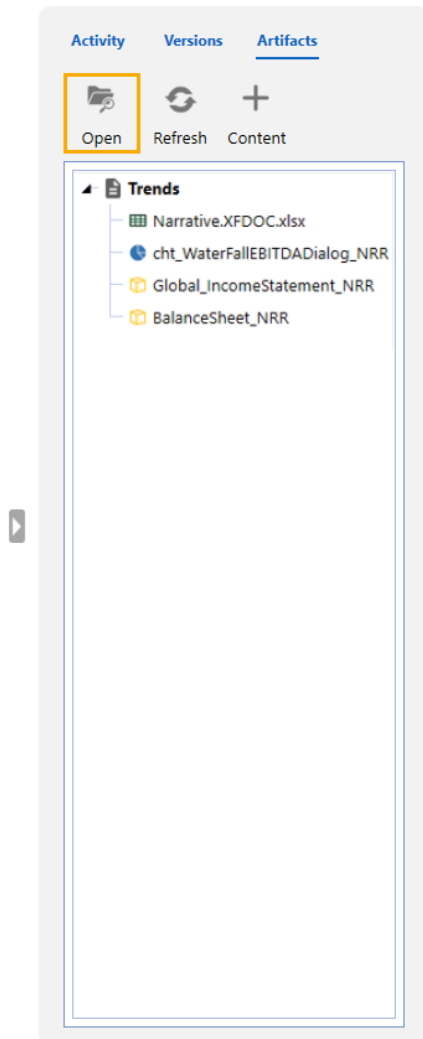 Activity Versions Artifacts
Open Refresh Content
Trends
Narrative.XFDOC.xlsx
cht_WaterFallEBITDADialog_NRR
Global_IncomeStatement_NRR
BalanceSheet_NRR